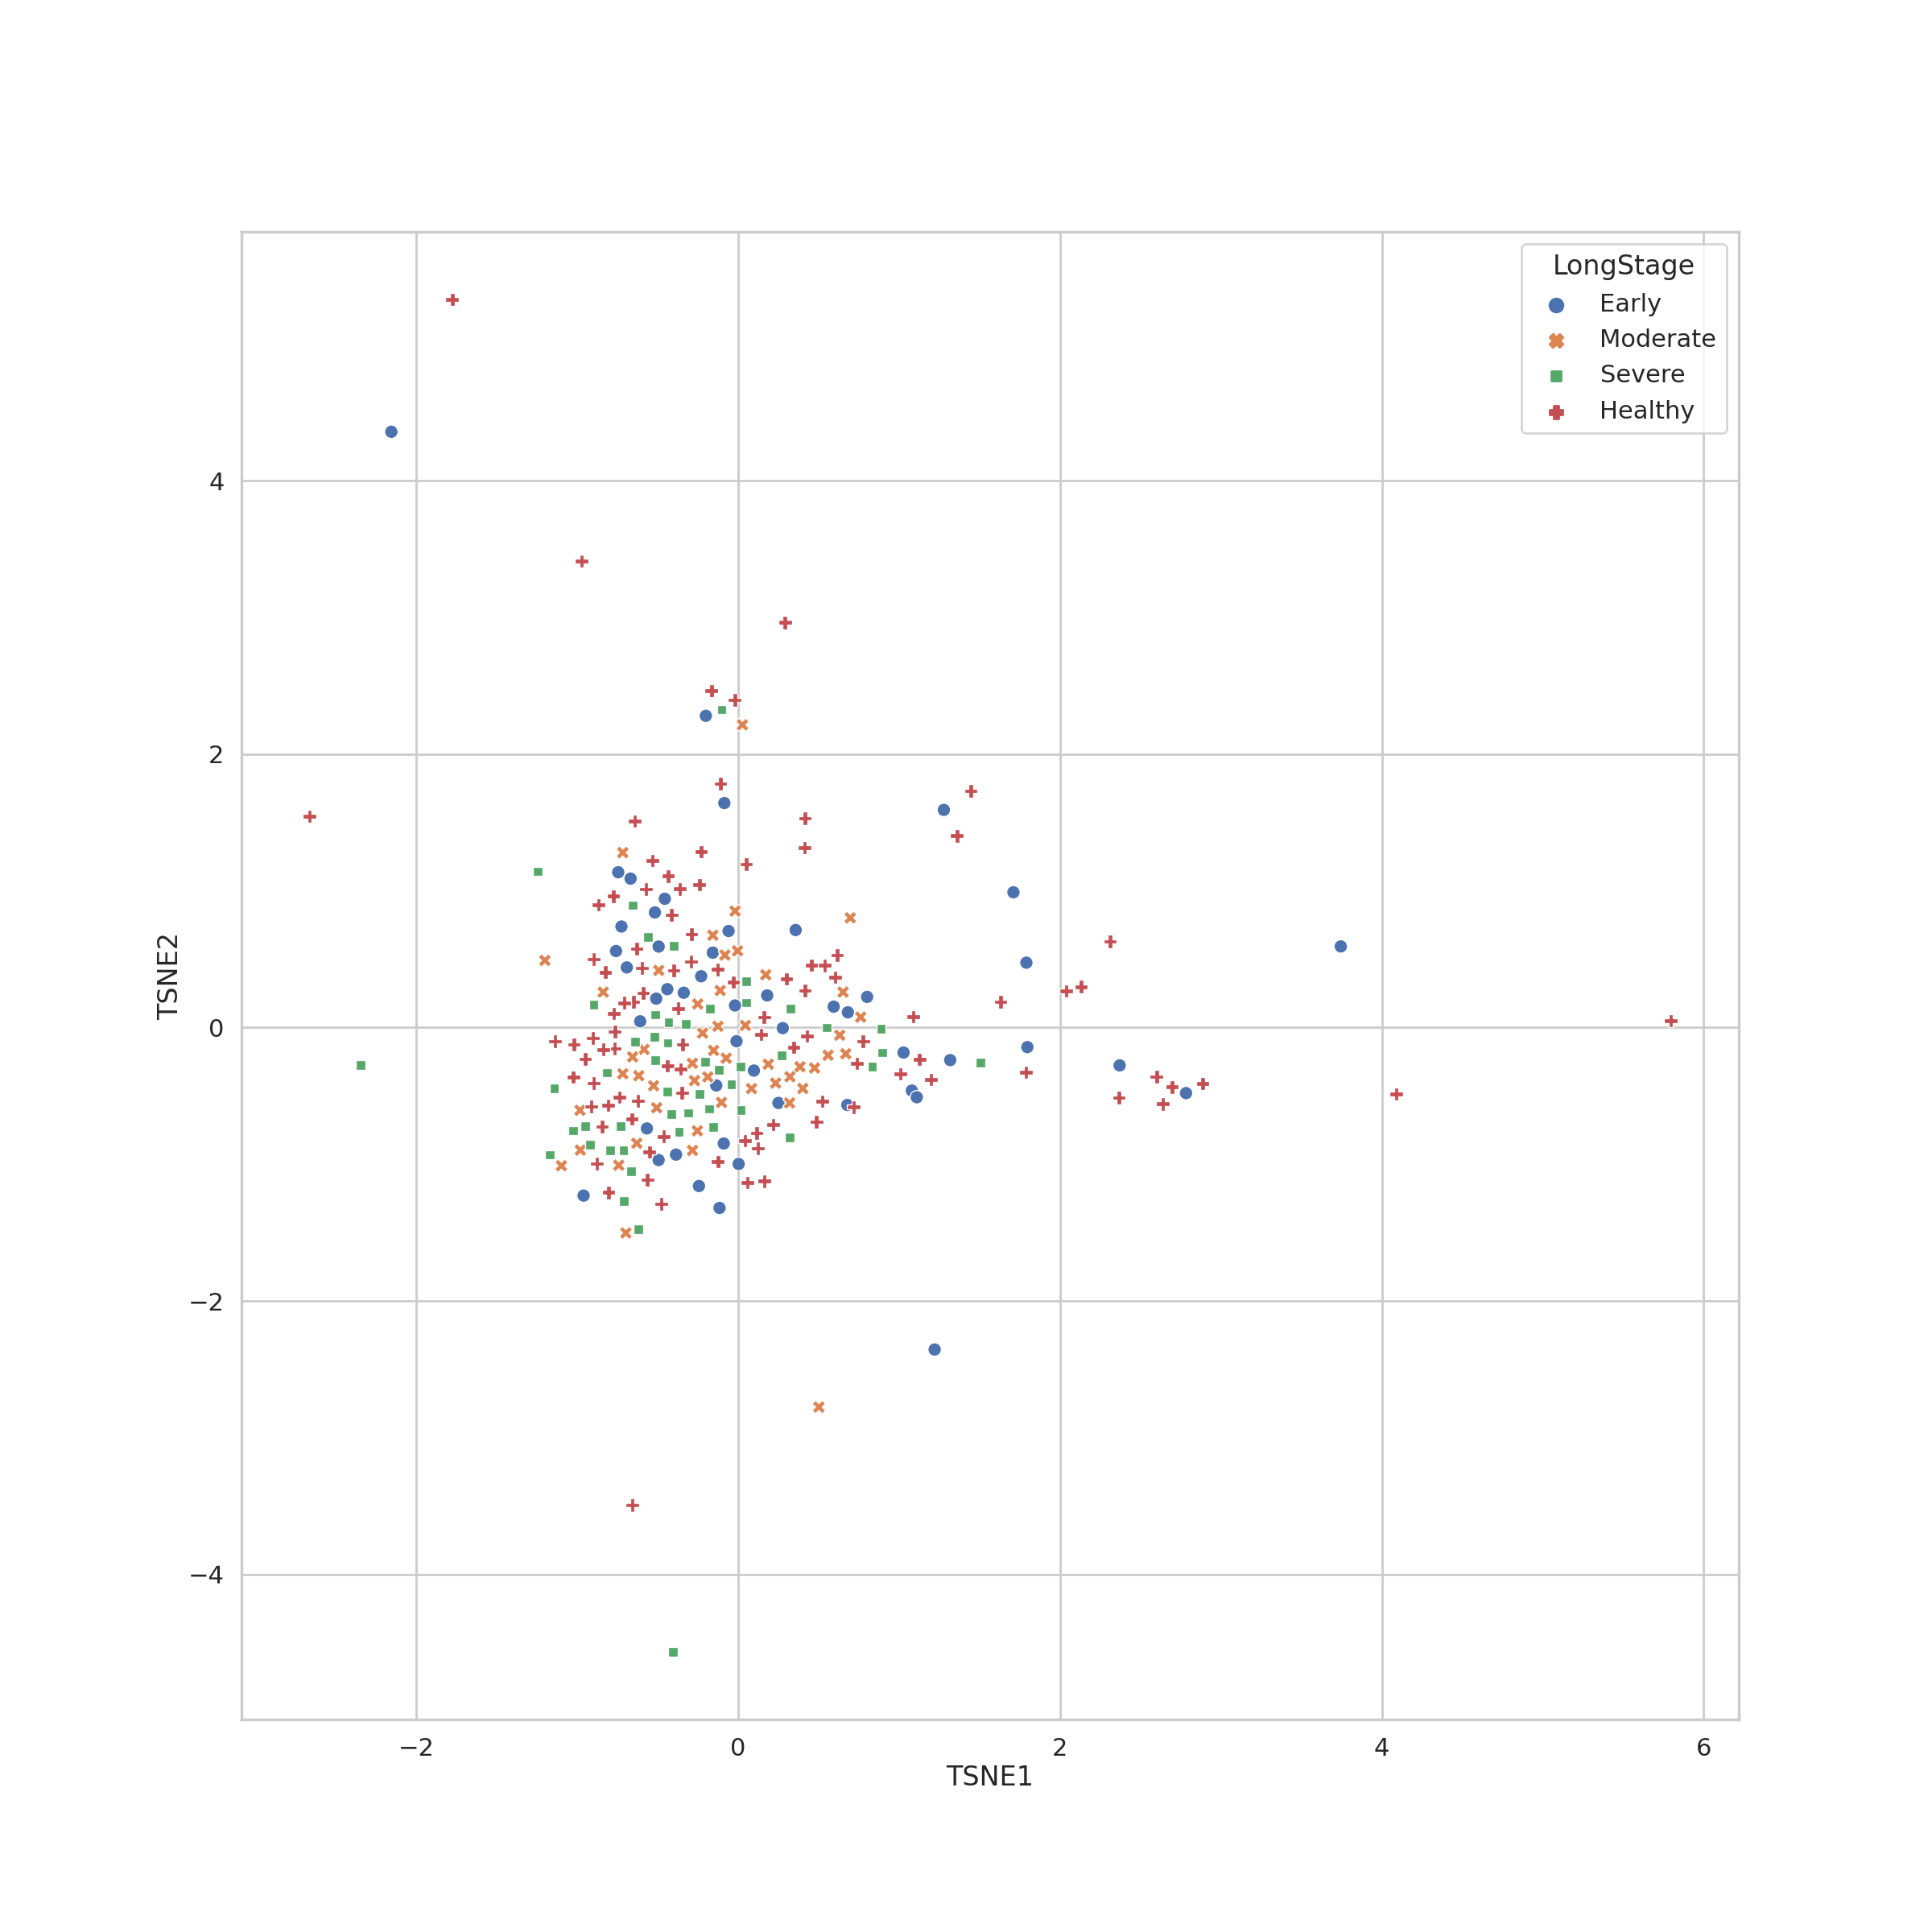 LongStage
Early
Moderate
Severe
Healthy
4
2
0
−2
−4
TSNE2
−2 0 2 4 6
TSNE1